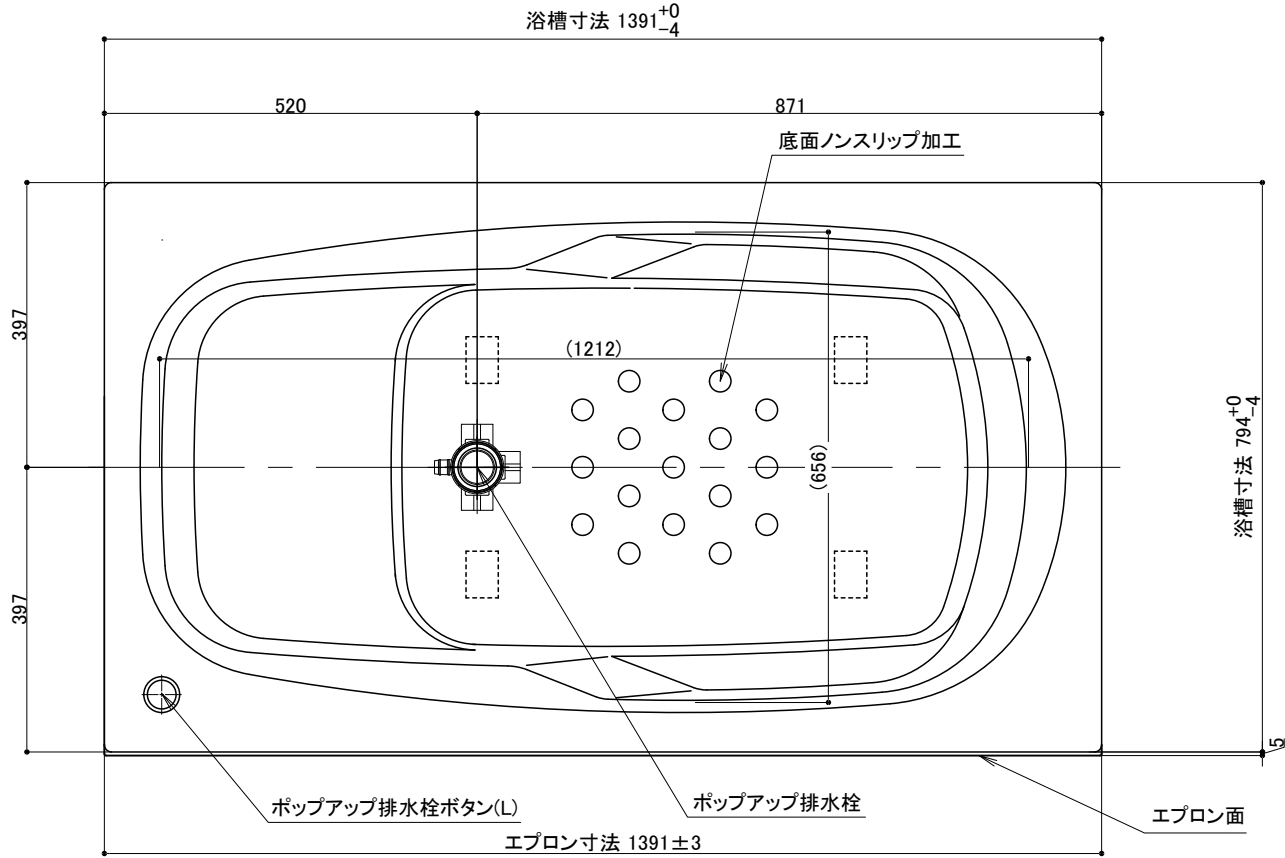 浴槽寸法 1391 +0 -4
520
871
底面ノンスリップ加工
397
(1212)
(656)
浴槽寸法 794 +0 -4
397
5
ポップアップ排水栓ボタン(L)
ポップアップ排水栓
エプロン面
エプロン寸法 1391±3